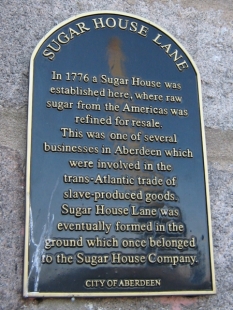 SUGAR HOUSE LANE
In 1776 a Sugar House was
established here, where raw
sugar from the Americas was
refined for resale.
This was one of several
businesses in Aberdeen which
were involved in the
trans-Atlantic trade of
slave-produced goods.
Sugar House Lane was
eventually formed in the
ground which once belonged
to the Sugar House Company.
CITY OF ABERDEEN